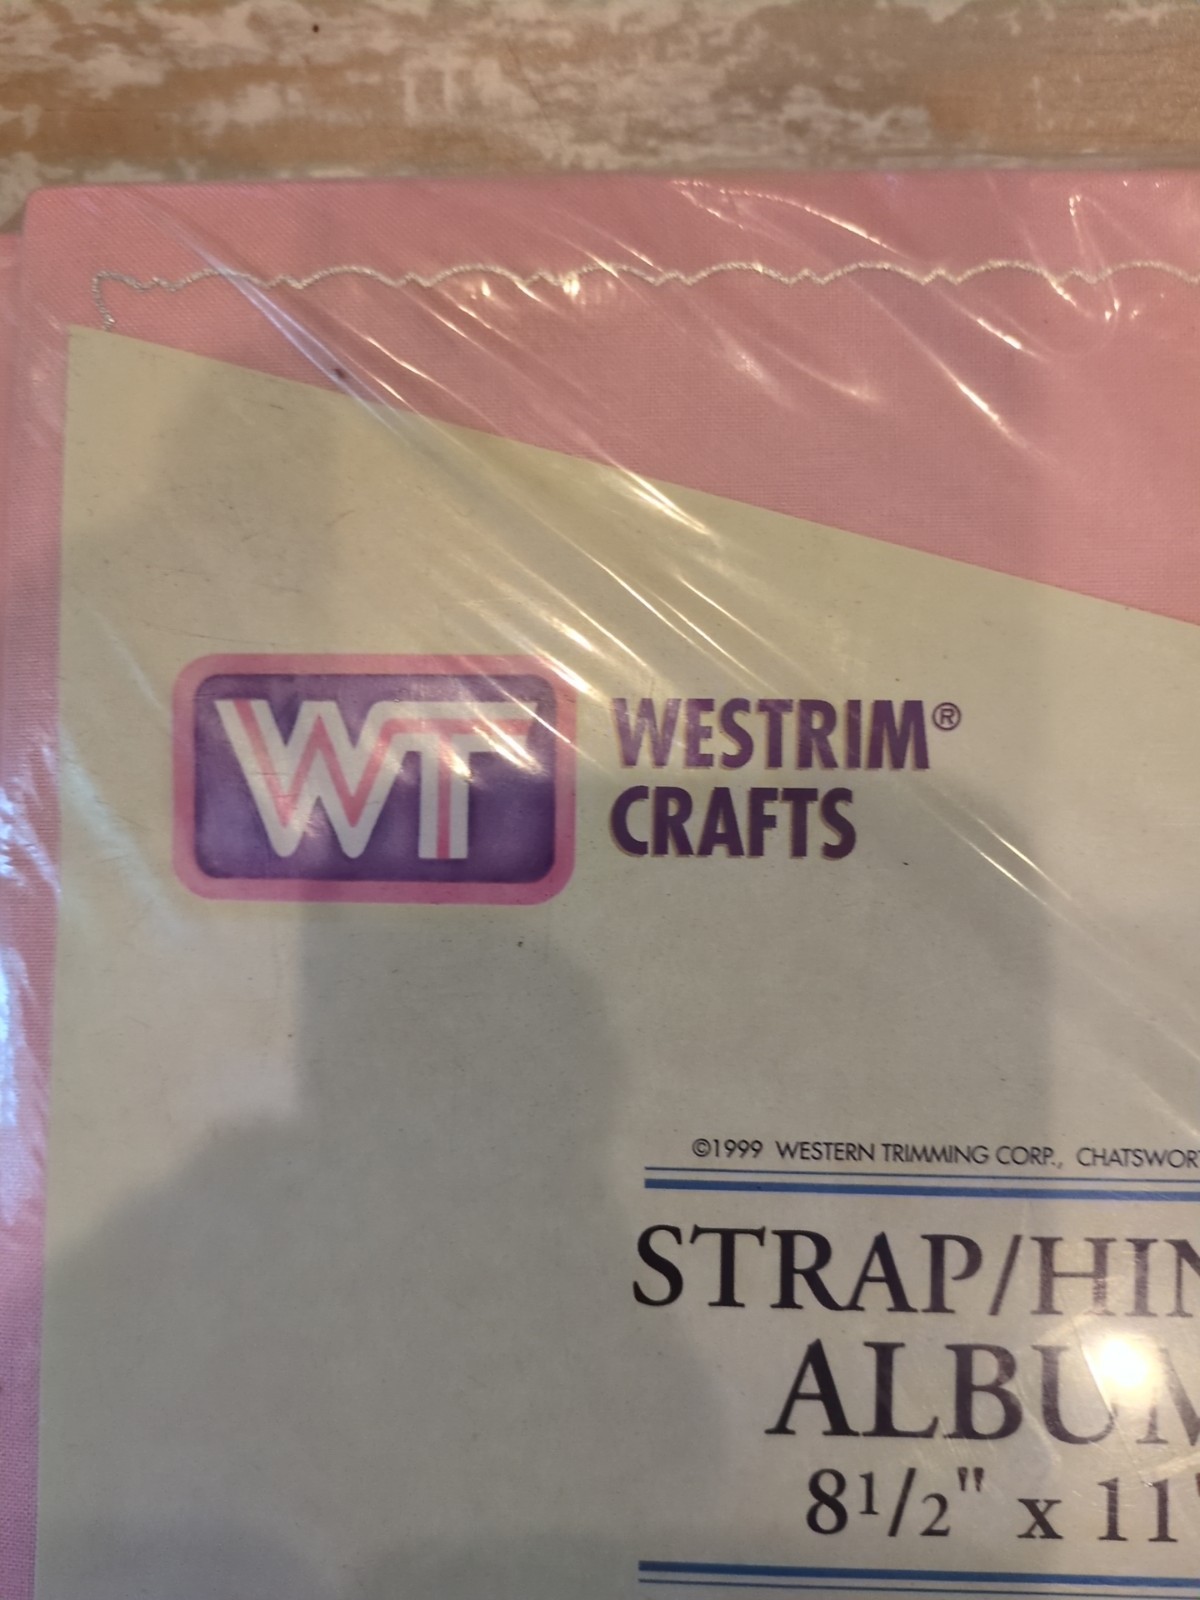 WT
WESTRIM®
CRAFTS
©1999 WESTERN TRIMMING CORP., CHATSWORT
STRAP/HIN
ALBUM
8 1/2" x 11"